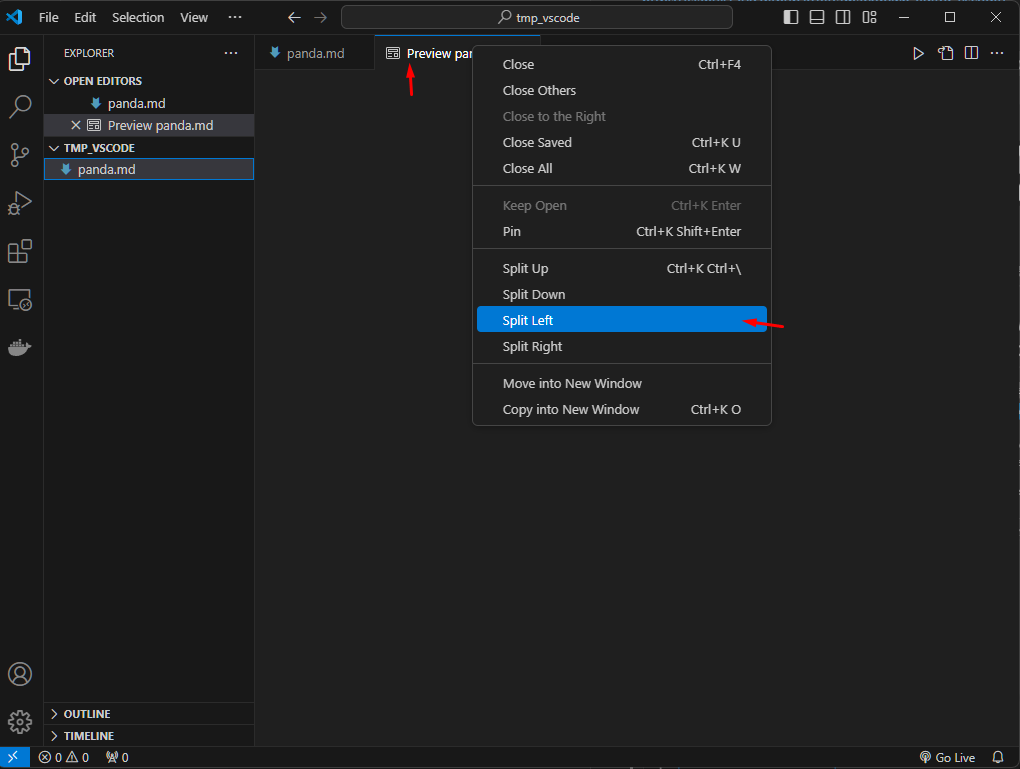 File Edit Selection View ··· tmp_vscode
EXPLORER ···
OPEN EDITORS
panda.md
Preview panda.md
TMP_VSCODE
panda.md
OUTLINE
TIMELINE
panda.md Preview pan
Close Ctrl+F4
Close Others
Close to the Right
Close Saved Ctrl+K U
Close All Ctrl+K W
Keep Open Ctrl+K Enter
Pin Ctrl+K Shift+Enter
Split Up Ctrl+K Ctrl+\
Split Down
Split Left
Split Right
Move into New Window
Copy into New Window Ctrl+K O
0 0 0 Go Live